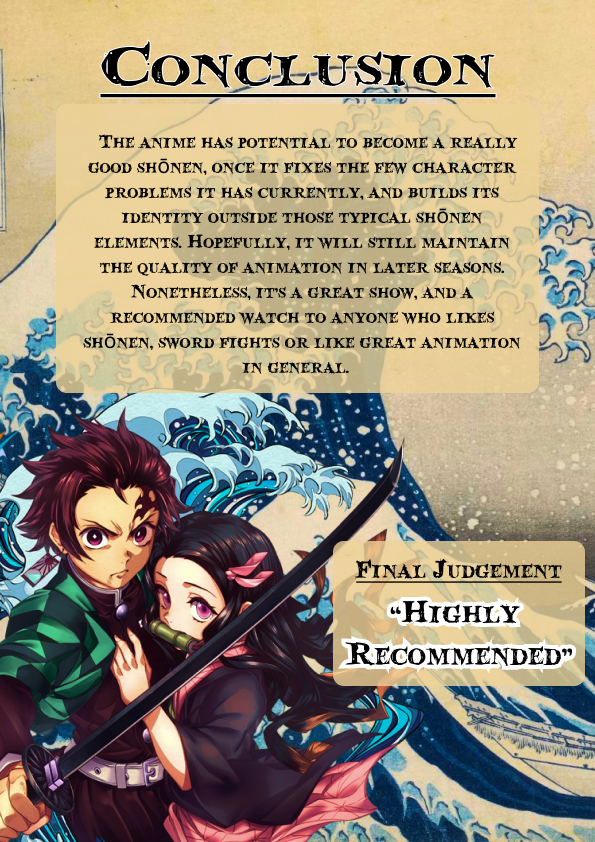 Conclusion
The anime has potential to become a really
good shōnen, once it fixes the few character
problems it has currently, and builds its
identity outside those typical shōnen
elements. Hopefully, it will still maintain
the quality of animation in later seasons.
Nonetheless, it's a great show, and a
recommended watch to anyone who likes
shōnen, sword fights or like great animation
in general.
Final Judgement
“Highly
Recommended”